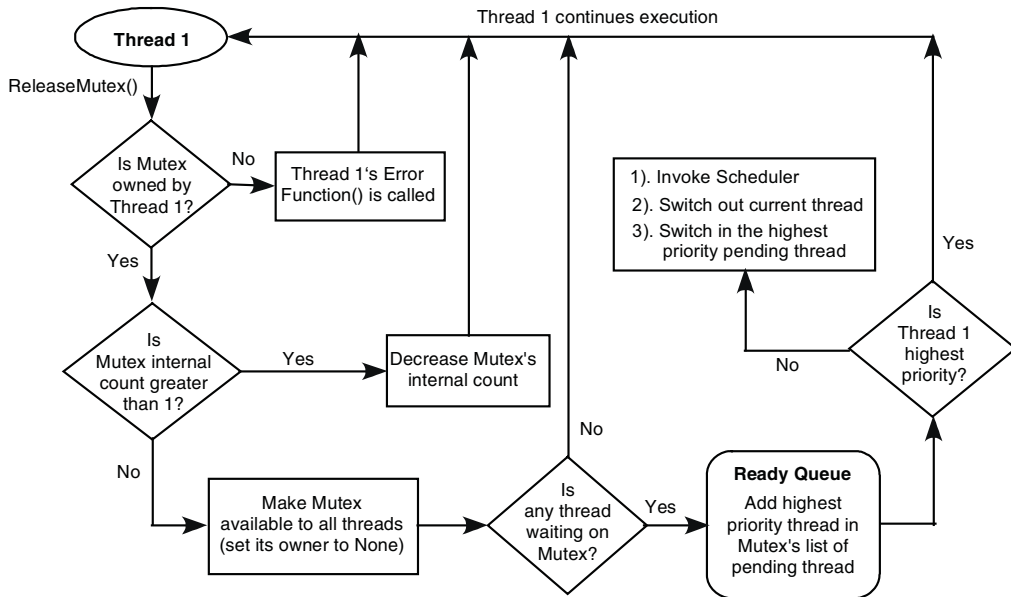 Thread 1 continues execution
Thread 1
ReleaseMutex()
Is Mutex
owned by
Thread 1?
No
Thread 1‘s Error
Function() is called
Yes
1). Invoke Scheduler
2). Switch out current thread
3). Switch in the highest
priority pending thread
Yes
Is
Mutex internal
count greater
than 1?
Yes
Decrease Mutex's
internal count
Is
Thread 1
highest
priority?
No
No
Make Mutex
available to all threads
(set its owner to None)
Is
any thread
waiting on
Mutex?
No
Yes
Ready Queue
Add highest
priority thread in
Mutex's list of
pending thread